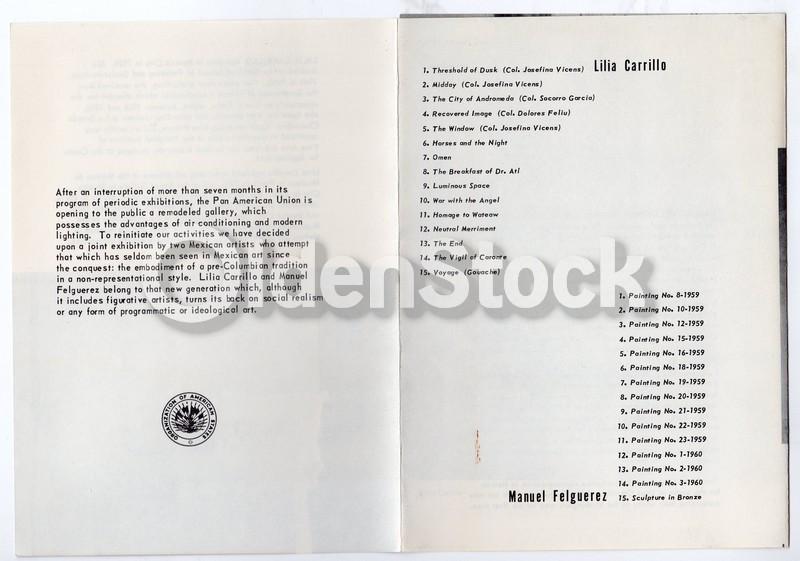 After an interruption of more than seven months in its
program of periodic exhibitions, the Pan American Union is
opening to the public a remodeled gallery, which
possesses the advantages of air conditioning and modern
lighting. To reinitiate our activities we have decided
upon a joint exhibition by two Mexican artists who attempt
that which has seldom been seen in Mexican art since
the conquest: the embodiment of a pre-Columbian tradition
in a non-representational style. Lilia Carrillo and Manuel
Felguerez belong to that new generation which, although
it includes figurative artists, turns its back on social realism
or any form of programmatic or ideological art.
ORGANIZATION OF AMERICAN STATES
Lilia Carrillo
1. Threshold of Dusk (Col. Josefina Vicens)
2. Midday (Col. Josefina Vicens)
3. The City of Andromeda (Col. Socorro Garcia)
4. Recovered Image (Col. Dolores Feliu)
5. The Window (Col. Josefina Vicens)
6. Horses and the Night
7. Omen
8. The Breakfast of Dr. Atl
9. Luminous Space
10. War with the Angel
11. Homage to Wateaw
12. Neutral Merriment
13. The End
14. The Vigil of Caronte
15. Voyage (Gouache)
OldenStock
1. Painting No. 8-1959
2. Painting No. 10-1959
3. Painting No. 12-1959
4. Painting No. 15-1959
5. Painting No. 16-1959
6. Painting No. 18-1959
7. Painting No. 19-1959
8. Painting No. 20-1959
9. Painting No. 21-1959
10. Painting No. 22-1959
11. Painting No. 23-1959
12. Painting No. 1-1960
13. Painting No. 2-1960
14. Painting No. 3-1960
Manuel Felguerez 15. Sculpture in Bronze